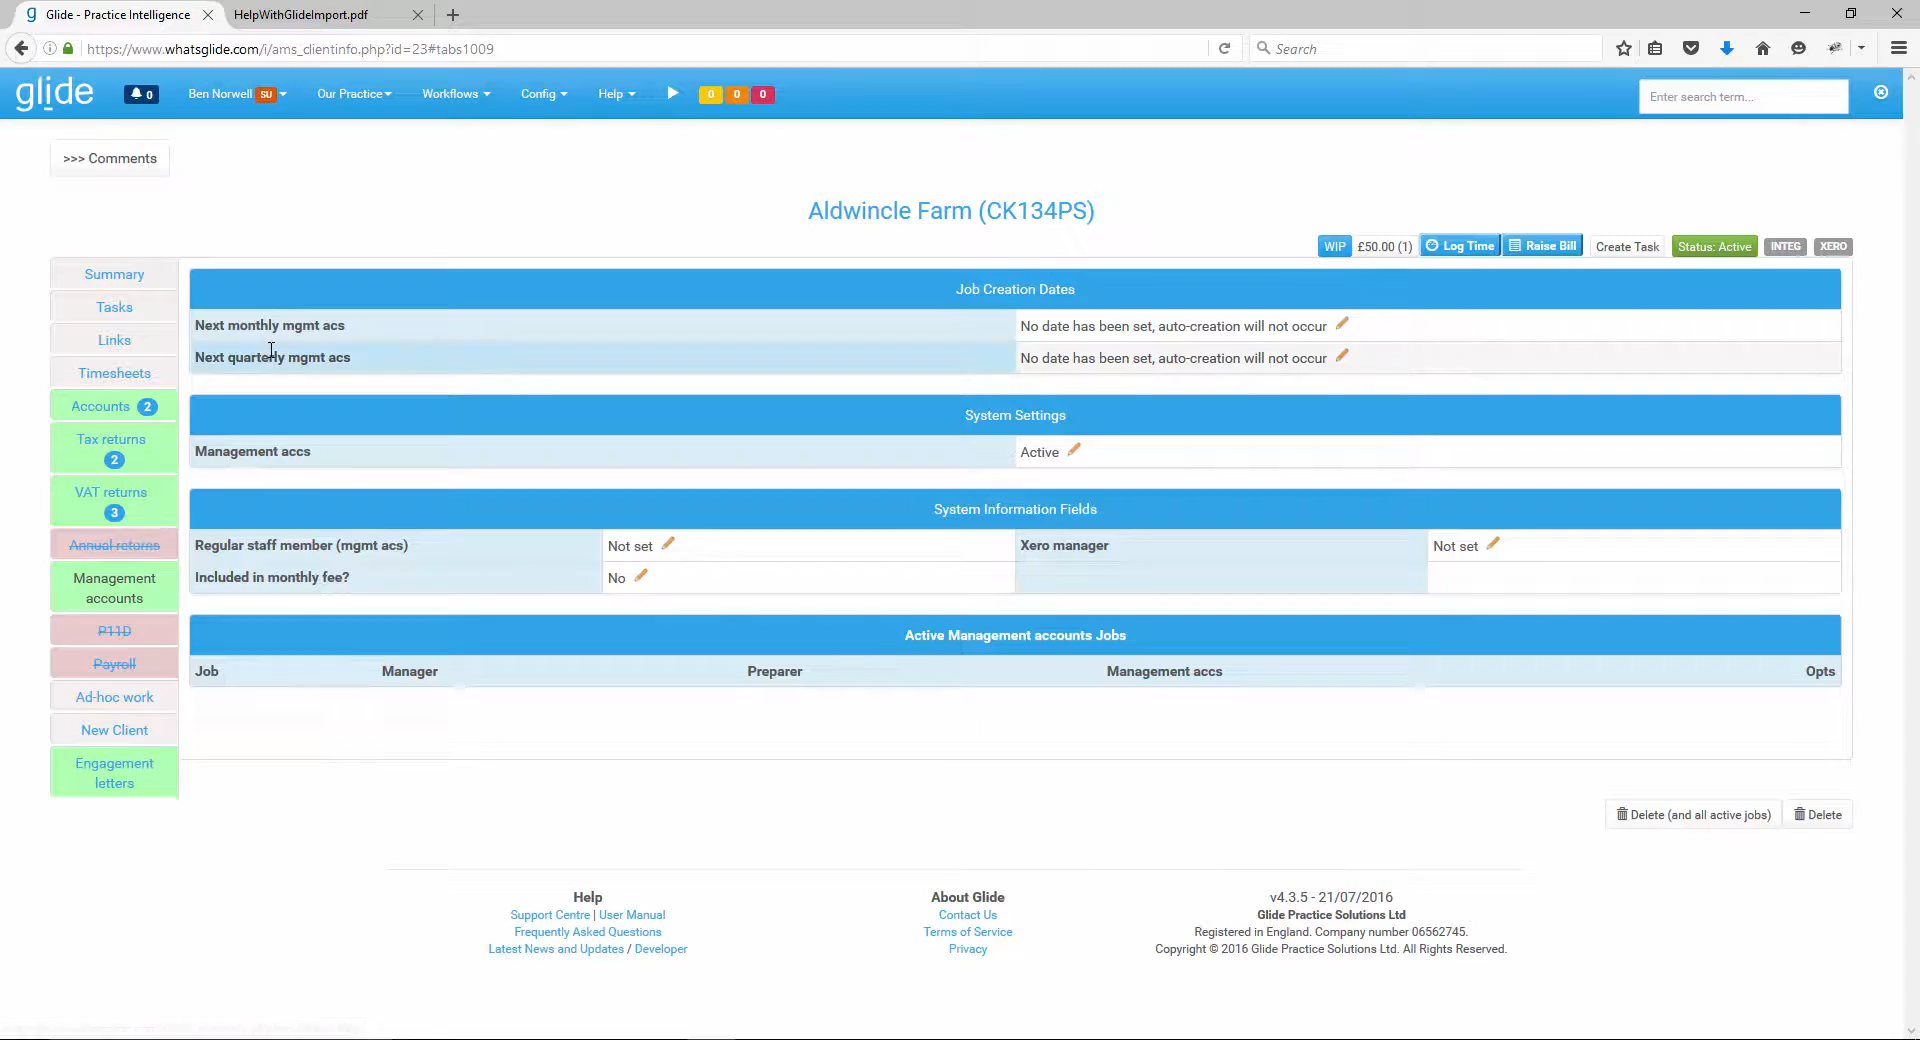 Glide - Practice Intelligence
HelpWithGlideImport.pdf
https://www.whatsglide.com/i/ams_clientinfo.php?id=23#tabs1009
Search
glide
0
Ben Norwell SU
Our Practice
Workflows
Config
Help
0 0 0
Enter search term...
>>> Comments
Aldwincle Farm (CK134PS)
WIP £50.00 (1) Log Time Raise Bill Create Task Status: Active INTEG XERO
Summary
Tasks
Links
Timesheets
Accounts 2
Tax returns
2
VAT returns
3
Annual returns
Management
accounts
P11D
Payroll
Ad-hoc work
New Client
Engagement
letters
Job Creation Dates
Next monthly mgmt acs No date has been set, auto-creation will not occur
Next quarterly mgmt acs No date has been set, auto-creation will not occur
System Settings
Management accs Active
System Information Fields
Regular staff member (mgmt acs) Not set Xero manager Not set
Included in monthly fee? No
Active Management accounts Jobs
Job Manager Preparer Management accs Opts
Delete (and all active jobs) Delete
Help
Support Centre | User Manual
Frequently Asked Questions
Latest News and Updates / Developer
About Glide
Contact Us
Terms of Service
Privacy
v4.3.5 - 21/07/2016
Glide Practice Solutions Ltd
Registered in England. Company number 06562745.
Copyright © 2016 Glide Practice Solutions Ltd. All Rights Reserved.